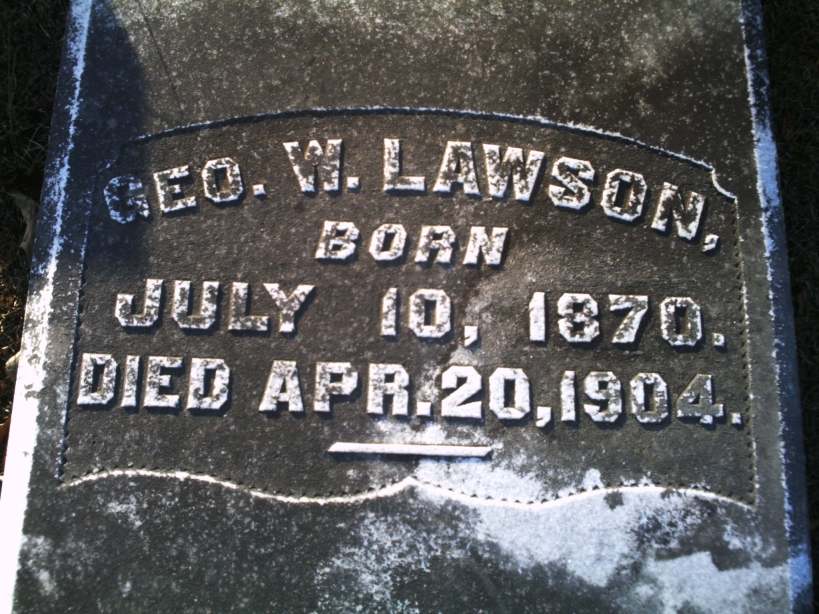 GEO. W. LAWSON,
BORN
JULY 10, 1870.
DIED APR. 20, 1904.